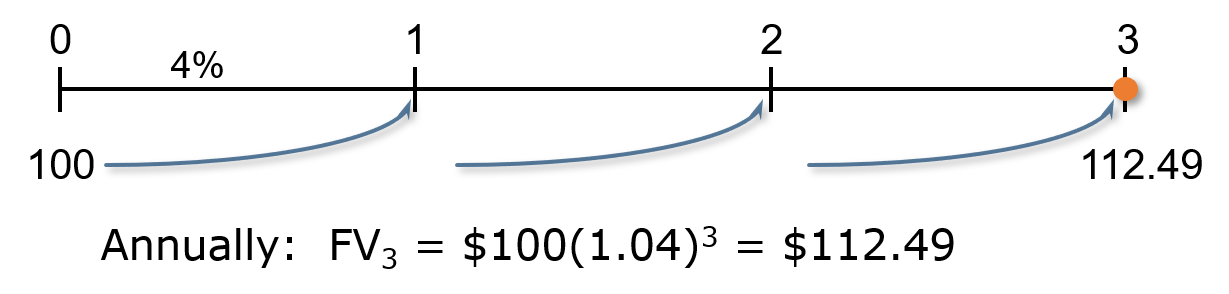 0 1 2 3
4%
100 112.49
Annually: FV₃ = $100(1.04)³ = $112.49